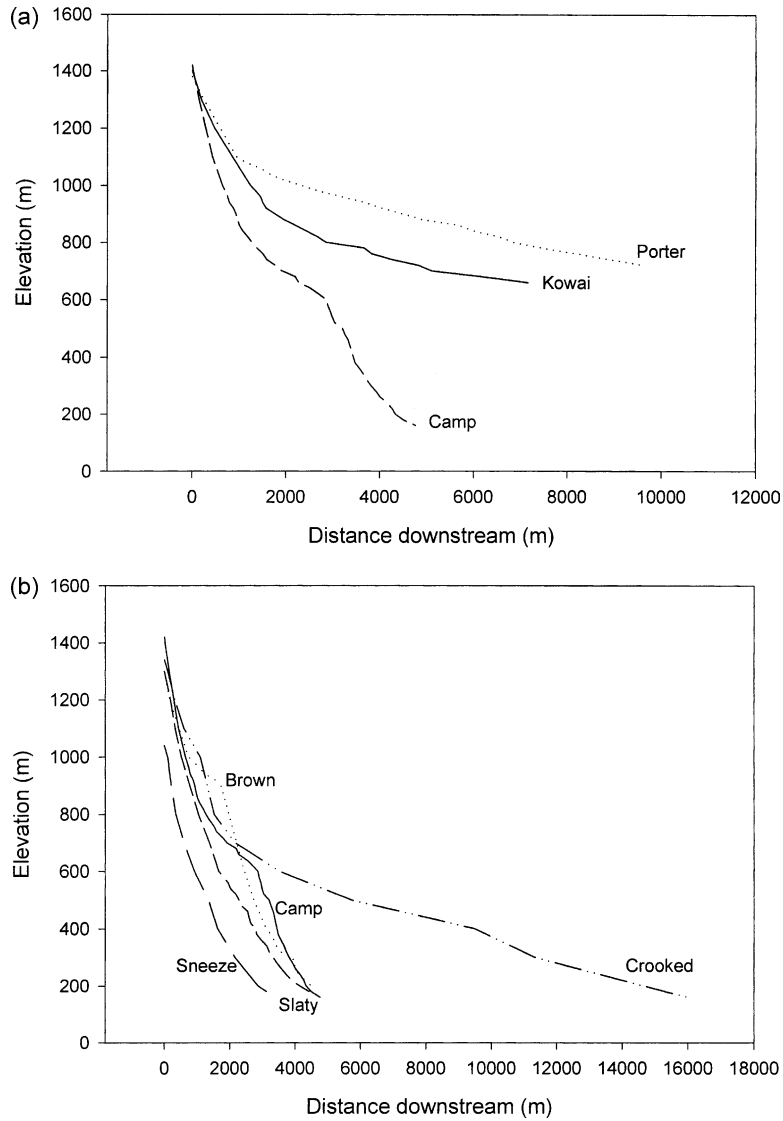 (a)
1600
1400
1200
1000
800
600
400
200
0
Elevation (m)
Porter
Kowai
Camp
0 2000 4000 6000 8000 10000 12000
Distance downstream (m)
(b)
1600
1400
1200
1000
800
600
400
200
0
Elevation (m)
Brown
Camp
Sneeze
Crooked
Slaty
0 2000 4000 6000 8000 10000 12000 14000 16000 18000
Distance downstream (m)